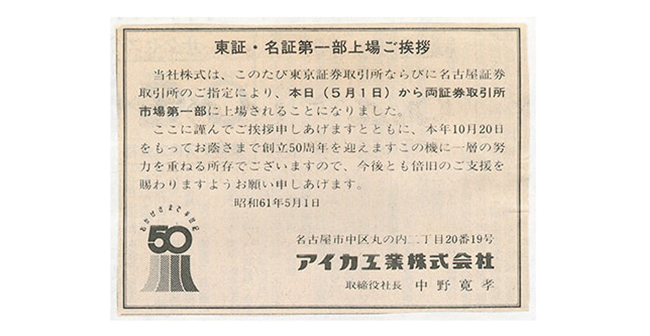 東証・名証第一部上場ご挨拶
当社株式は、このたび東京証券取引所ならびに名古屋証券
取引所のご指定により、本日（5月1日）から両証券取引所
市場第一部に上場されることになりました。
ここに謹んでご挨拶申しあげますとともに、本年10月20日
をもってお蔭さまで創立50周年を迎えますこの機に一層の努
力を重ねる所存でございますので、今後とも倍旧のご支援を
賜わりますようお願い申しあげます。
昭和61年5月1日
おかげさまで半世紀
50
名古屋市中区丸の内二丁目20番19号
アイカ工業株式会社
取締役社長 中野寛孝